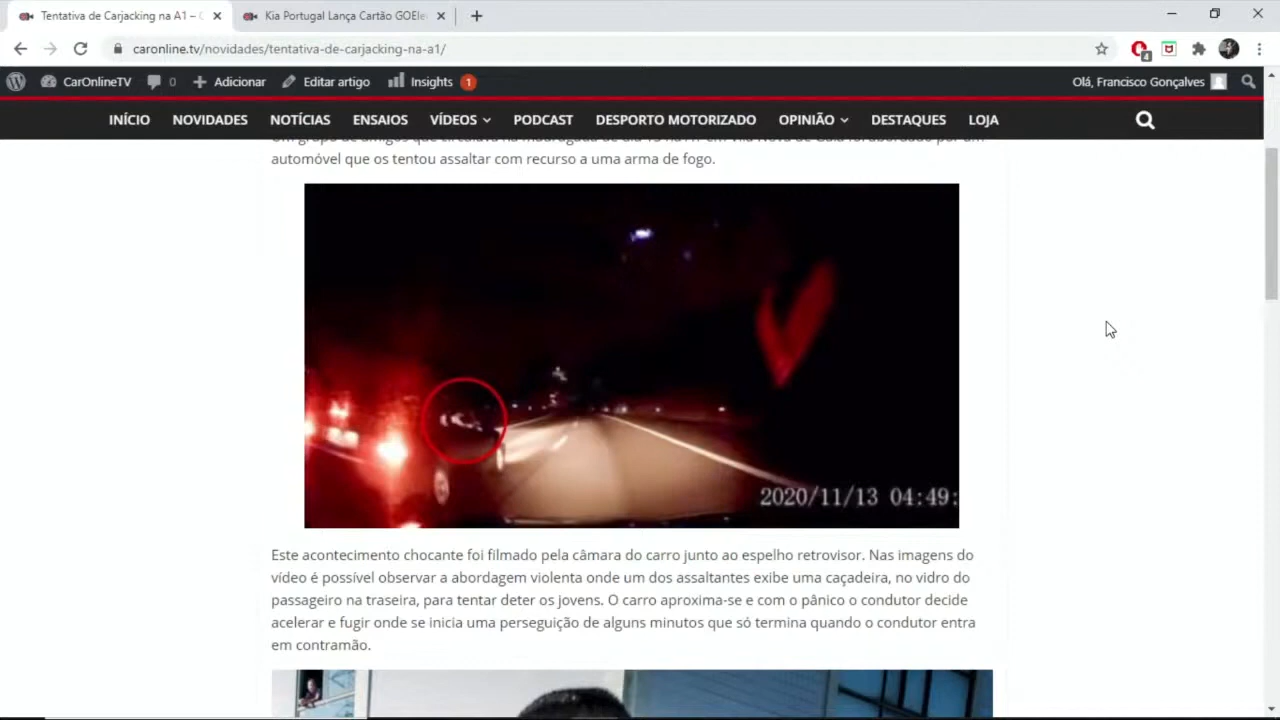 Tentativa de Carjacking na A1 –
Kia Portugal Lança Cartão GOEle
caronline.tv/novidades/tentativa-de-carjacking-na-a1/
4
CarOnlineTV 0 Adicionar Editar artigo Insights 1 Olá, Francisco Gonçalves
INÍCIO NOVIDADES NOTÍCIAS ENSAIOS VÍDEOS PODCAST DESPORTO MOTORIZADO OPINIÃO DESTAQUES LOJA
automóvel que os tentou assaltar com recurso a uma arma de fogo.
2020/11/13 04:49:
Este acontecimento chocante foi filmado pela câmara do carro junto ao espelho retrovisor. Nas imagens do
vídeo é possível observar a abordagem violenta onde um dos assaltantes exibe uma caçadeira, no vidro do
passageiro na traseira, para tentar deter os jovens. O carro aproxima-se e com o pânico o condutor decide
acelerar e fugir onde se inicia uma perseguição de alguns minutos que só termina quando o condutor entra
em contramão.